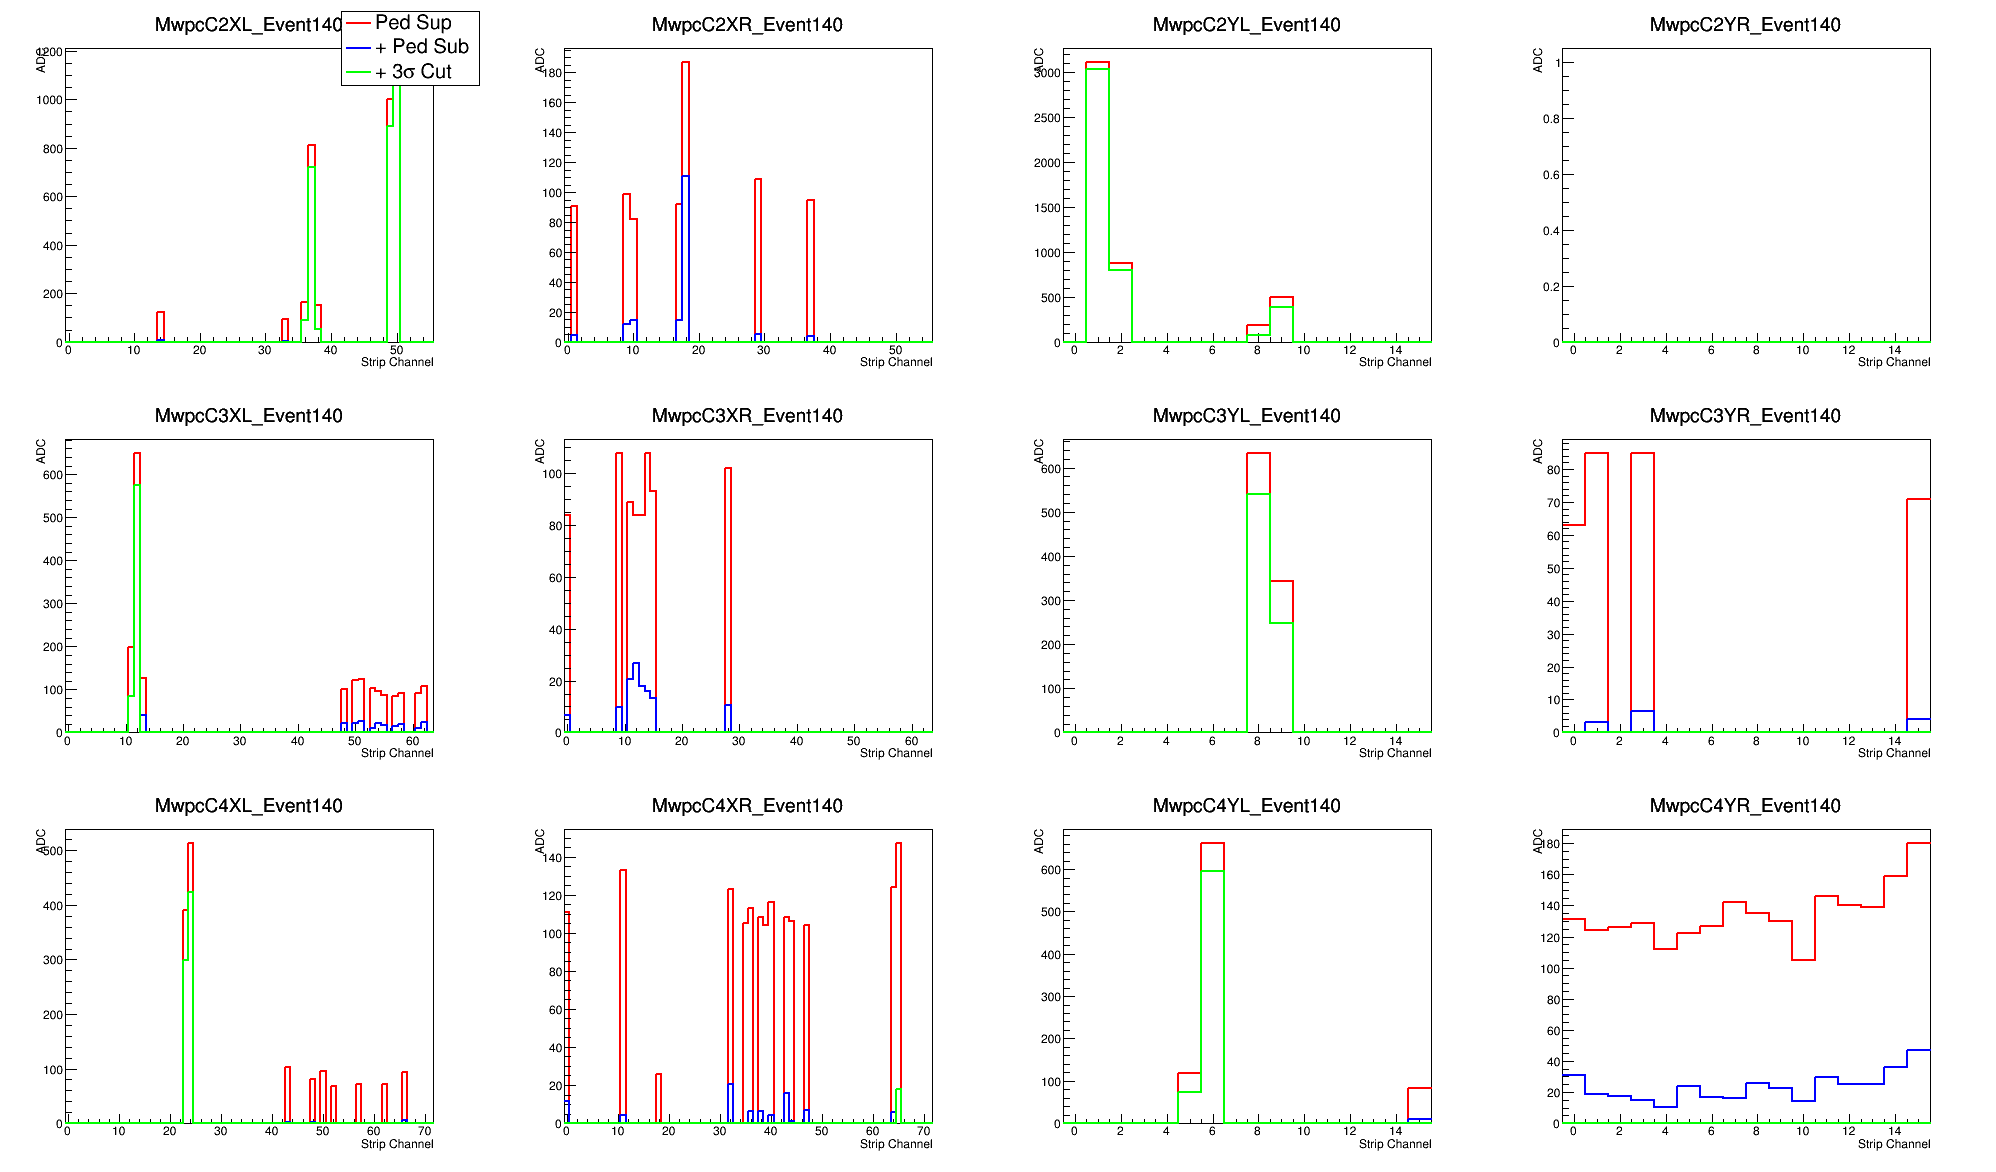 MwpcC2XL_Event140
Ped Sup
+ Ped Sub
+ 3σ Cut
ADC
1200
1000
800
600
400
200
0
0 10 20 30 40 50
Strip Channel
MwpcC2XR_Event140
ADC
180
160
140
120
100
80
60
40
20
0
0 10 20 30 40 50
Strip Channel
MwpcC2YL_Event140
ADC
3000
2500
2000
1500
1000
500
0
0 2 4 6 8 10 12 14
Strip Channel
MwpcC2YR_Event140
ADC
1
0.8
0.6
0.4
0.2
0
0 2 4 6 8 10 12 14
Strip Channel
MwpcC3XL_Event140
ADC
600
500
400
300
200
100
0
0 10 20 30 40 50 60
Strip Channel
MwpcC3XR_Event140
ADC
100
80
60
40
20
0
0 10 20 30 40 50 60
Strip Channel
MwpcC3YL_Event140
ADC
600
500
400
300
200
100
0
0 2 4 6 8 10 12 14
Strip Channel
MwpcC3YR_Event140
ADC
80
70
60
50
40
30
20
10
0
0 2 4 6 8 10 12 14
Strip Channel
MwpcC4XL_Event140
ADC
500
400
300
200
100
0
0 10 20 30 40 50 60 70
Strip Channel
MwpcC4XR_Event140
ADC
140
120
100
80
60
40
20
0
0 10 20 30 40 50 60 70
Strip Channel
MwpcC4YL_Event140
ADC
600
500
400
300
200
100
0
0 2 4 6 8 10 12 14
Strip Channel
MwpcC4YR_Event140
ADC
180
160
140
120
100
80
60
40
20
0
0 2 4 6 8 10 12 14
Strip Channel